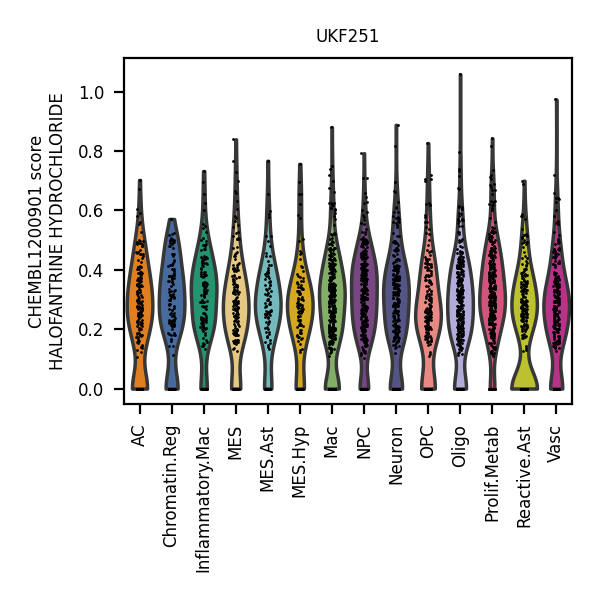 UKF251
CHEMBL1200901 score
HALOFANTRINE HYDROCHLORIDE
1.0
0.8
0.6
0.4
0.2
0.0
AC
Chromatin.Reg
Inflammatory.Mac
MES
MES.Ast
MES.Hyp
Mac
NPC
Neuron
OPC
Oligo
Prolif.Metab
Reactive.Ast
Vasc